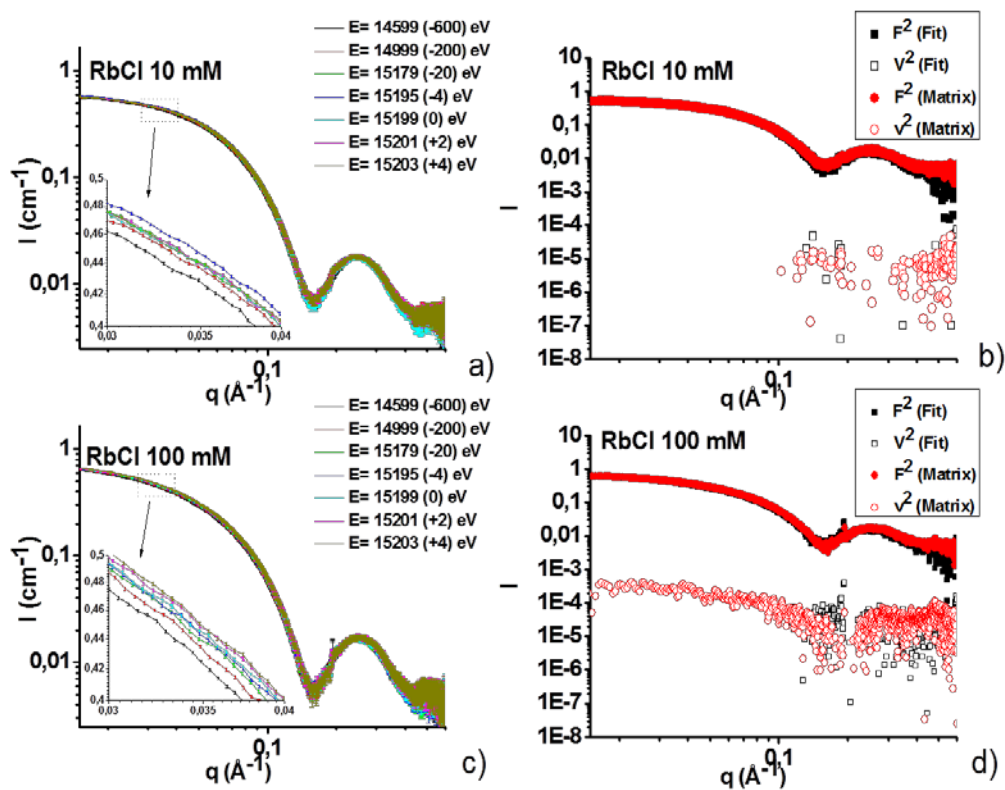 RbCl 10 mM
E= 14599 (-600) eV
E= 14999 (-200) eV
E= 15179 (-20) eV
E= 15195 (-4) eV
E= 15199 (0) eV
E= 15201 (+2) eV
E= 15203 (+4) eV
I (cm⁻¹)
1
0,1
0,01
0,5
0,48
0,46
0,44
0,42
0,4
0,03
0,035
0,04
0,1
q (Å⁻¹)
a)
RbCl 10 mM
F² (Fit)
V² (Fit)
F² (Matrix)
v² (Matrix)
I
10
1
0,1
0,01
1E-3
1E-4
1E-5
1E-6
1E-7
1E-8
0,1
q (Å⁻¹)
b)
RbCl 100 mM
E= 14599 (-600) eV
E= 14999 (-200) eV
E= 15179 (-20) eV
E= 15195 (-4) eV
E= 15199 (0) eV
E= 15201 (+2) eV
E= 15203 (+4) eV
I (cm⁻¹)
1
0,1
0,01
0,5
0,48
0,46
0,44
0,42
0,4
0,03
0,035
0,04
0,1
q (Å⁻¹)
c)
RbCl 100 mM
F² (Fit)
V² (Fit)
F² (Matrix)
v² (Matrix)
I
10
1
0,1
0,01
1E-3
1E-4
1E-5
1E-6
1E-7
1E-8
0,1
q (Å⁻¹)
d)